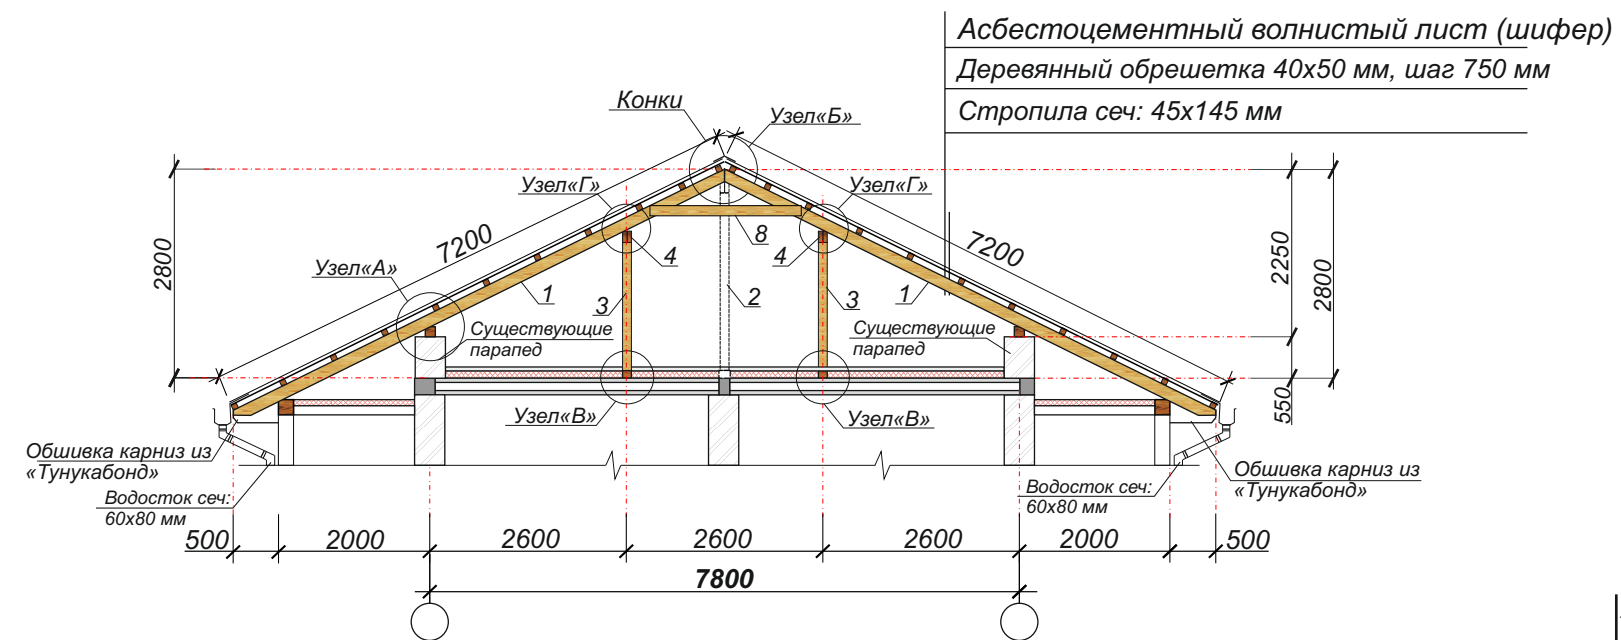 Асбестоцементный волнистый лист (шифер)
Деревянный обрешетка 40х50 мм, шаг 750 мм
Стропила сеч: 45х145 мм
Конки
Узел«Б»
Узел«Г»
Узел«Г»
7200
7200
Узел«А»
2800
2250
2800
550
8
4
4
1
3
2
3
1
Существующие
парапед
Существующие
парапед
Узел«В»
Узел«В»
Обшивка карниз из
«Тунукабонд»
Водосток сеч:
60х80 мм
Обшивка карниз из
«Тунукабонд»
Водосток сеч:
60х80 мм
500 2000 2600 2600 2600 2000 500
7800